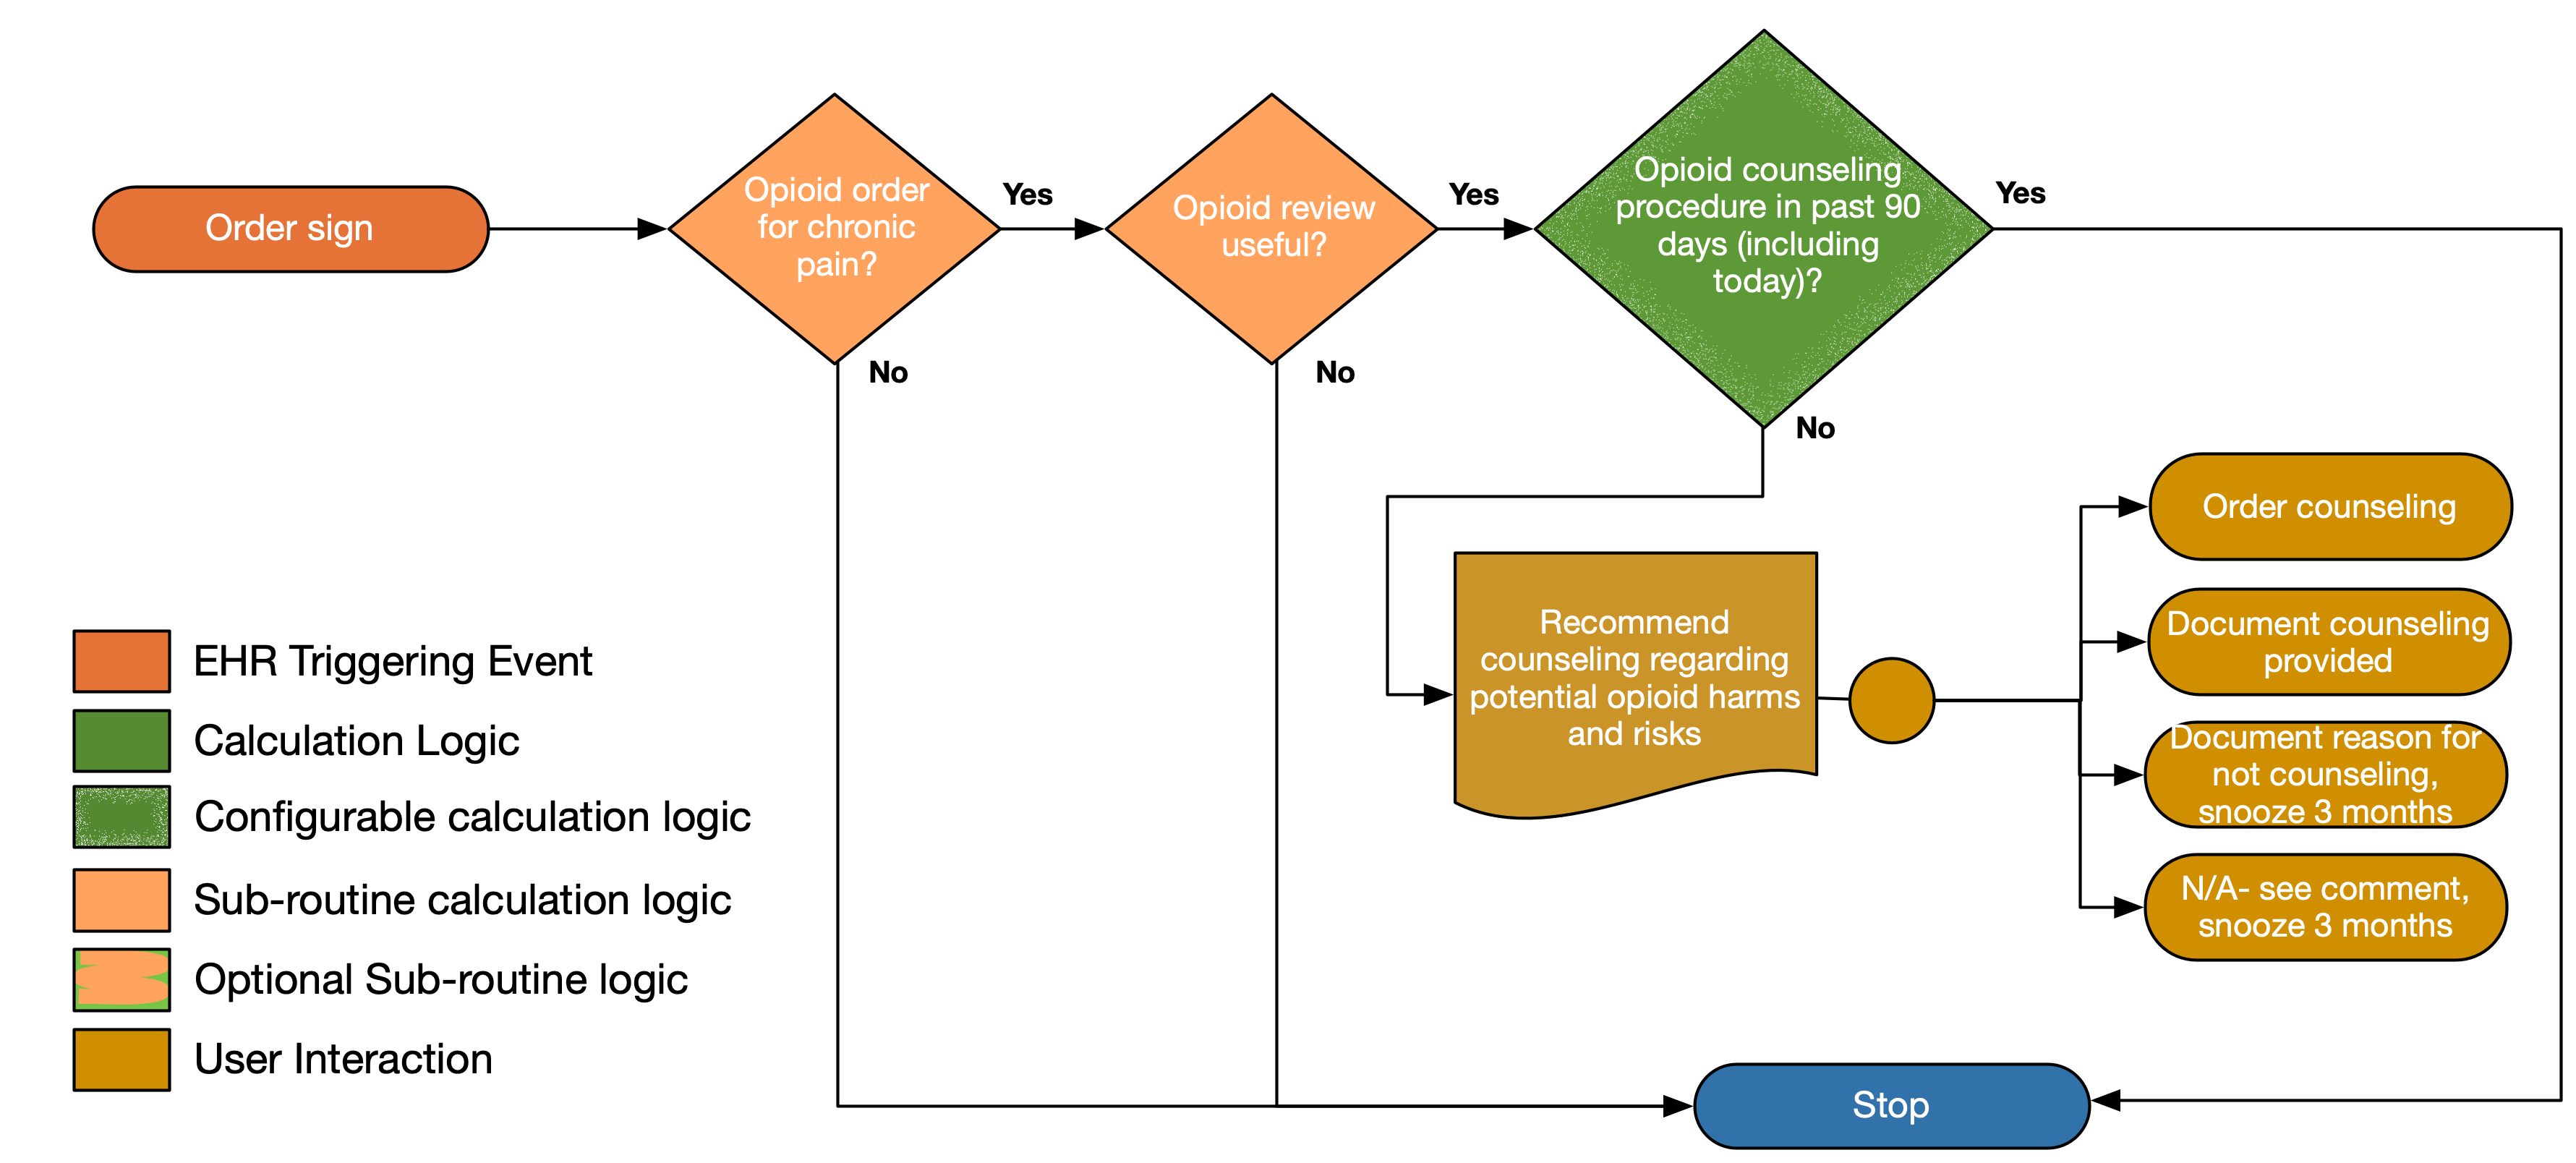 Order sign
Opioid order
for chronic
pain?
Yes
No
Opioid review
useful?
Yes
No
Opioid counseling
procedure in past 90
days (including
today)?
Yes
No
Recommend
counseling regarding
potential opioid harms
and risks
Order counseling
Document counseling
provided
Document reason for
not counseling,
snooze 3 months
N/A- see comment,
snooze 3 months
Stop
EHR Triggering Event
Calculation Logic
Configurable calculation logic
Sub-routine calculation logic
Optional Sub-routine logic
User Interaction